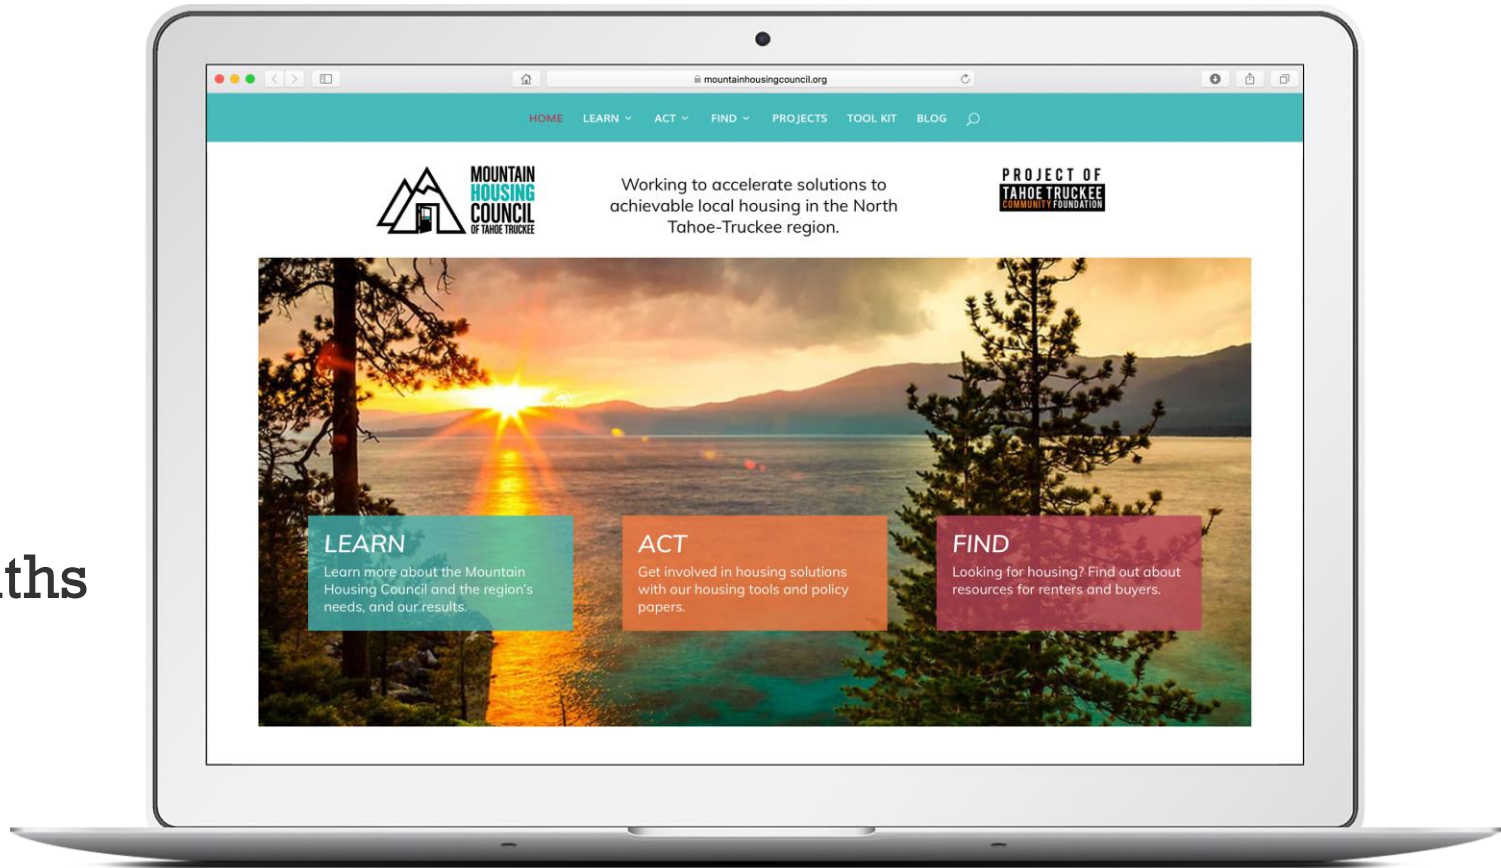 mountainhousingcouncil.org
HOME LEARN ACT FIND PROJECTS TOOL KIT BLOG
MOUNTAIN
HOUSING
COUNCIL
OF TAHOE TRUCKEE
Working to accelerate solutions to
achievable local housing in the North
Tahoe-Truckee region.
PROJECT OF
TAHOE TRUCKEE
COMMUNITY FOUNDATION
LEARN
Learn more about the Mountain
Housing Council and the region's
needs, and our results.
ACT
Get involved in housing solutions
with our housing tools and policy
papers.
FIND
Looking for housing? Find out about
resources for renters and buyers.